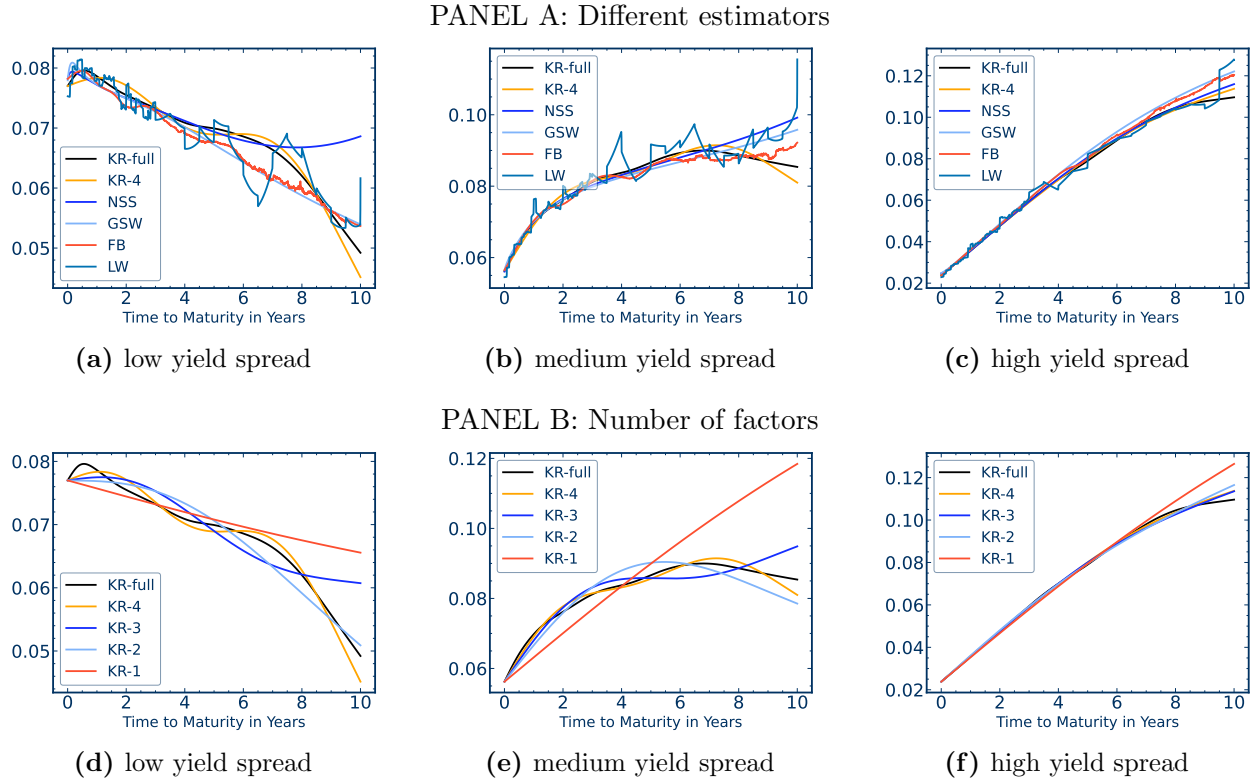 PANEL A: Different estimators
0.08
0.07
0.06
0.05
KR-full
KR-4
NSS
GSW
FB
LW
0 2 4 6 8 10
Time to Maturity in Years
(a) low yield spread
0.10
0.08
0.06
KR-full
KR-4
NSS
GSW
FB
LW
0 2 4 6 8 10
Time to Maturity in Years
(b) medium yield spread
0.12
0.10
0.08
0.06
0.04
0.02
KR-full
KR-4
NSS
GSW
FB
LW
0 2 4 6 8 10
Time to Maturity in Years
(c) high yield spread
PANEL B: Number of factors
0.08
0.07
0.06
0.05
KR-full
KR-4
KR-3
KR-2
KR-1
0 2 4 6 8 10
Time to Maturity in Years
(d) low yield spread
0.12
0.10
0.08
0.06
KR-full
KR-4
KR-3
KR-2
KR-1
0 2 4 6 8 10
Time to Maturity in Years
(e) medium yield spread
0.12
0.10
0.08
0.06
0.04
0.02
KR-full
KR-4
KR-3
KR-2
KR-1
0 2 4 6 8 10
Time to Maturity in Years
(f) high yield spread